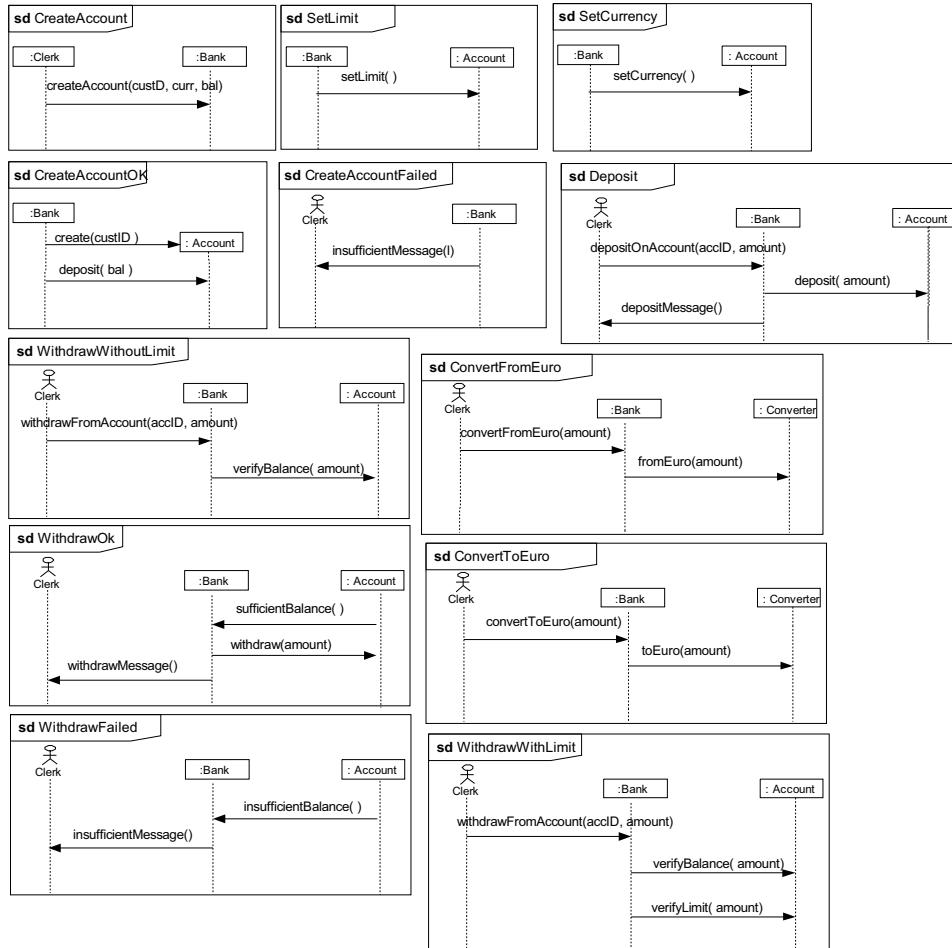 sd CreateAccount
:Clerk
:Bank
createAccount(custD, curr, bal)
sd SetLimit
:Bank
: Account
setLimit( )
sd SetCurrency
:Bank
: Account
setCurrency( )
sd CreateAccountOK
:Bank
create(custID )
: Account
deposit( bal )
sd CreateAccountFailed
Clerk
:Bank
insufficientMessage(l)
sd Deposit
Clerk
:Bank
: Account
depositOnAccount(accID, amount)
deposit( amount)
depositMessage()
sd WithdrawWithoutLimit
Clerk
:Bank
: Account
withdrawFromAccount(accID, amount)
verifyBalance( amount)
sd ConvertFromEuro
Clerk
:Bank
: Converter
convertFromEuro(amount)
fromEuro(amount)
sd WithdrawOk
Clerk
:Bank
: Account
sufficientBalance( )
withdraw(amount)
withdrawMessage()
sd ConvertToEuro
Clerk
:Bank
: Converter
convertToEuro(amount)
toEuro(amount)
sd WithdrawFailed
Clerk
:Bank
: Account
insufficientBalance( )
insufficientMessage()
sd WithdrawWithLimit
Clerk
:Bank
: Account
withdrawFromAccount(accID, amount)
verifyBalance( amount)
verifyLimit( amount)